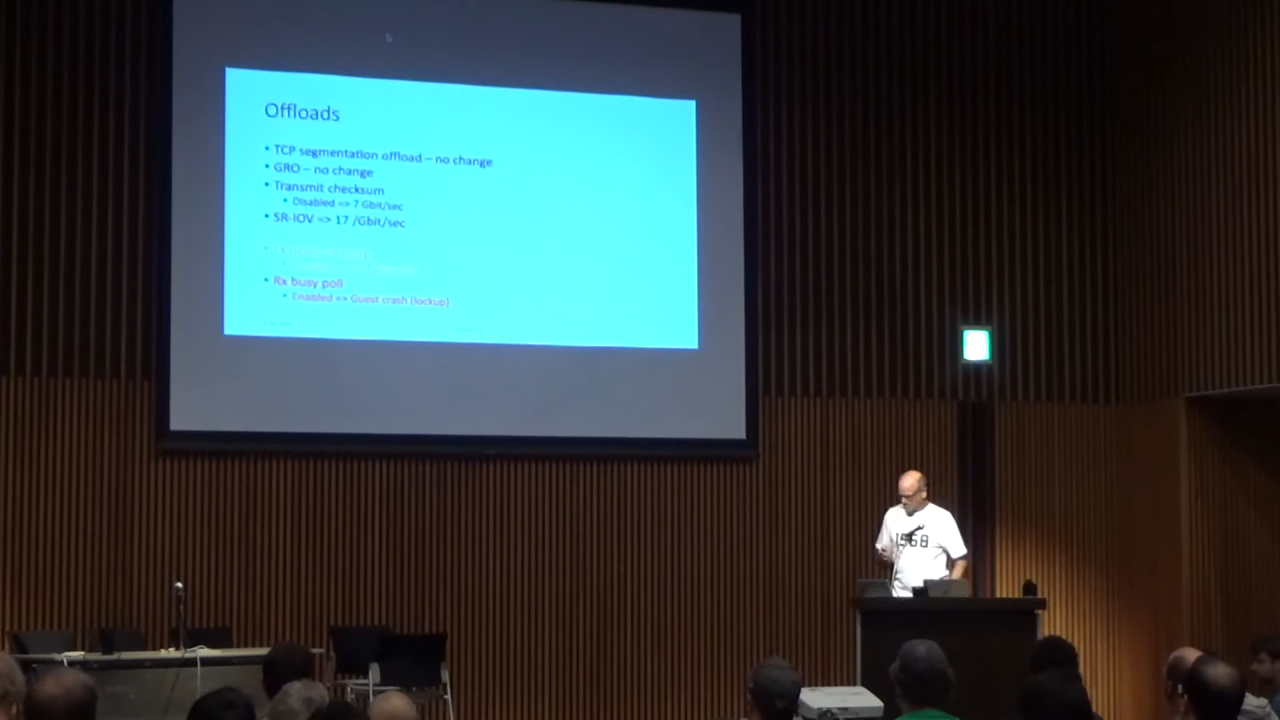 Offloads
• TCP segmentation offload – no change
• GRO – no change
• Transmit checksum
• Disabled => 7 Gbit/sec
• SR-IOV => 17 /Gbit/sec
• Rx busy poll
• Enabled => Guest crash (lockup)
1568